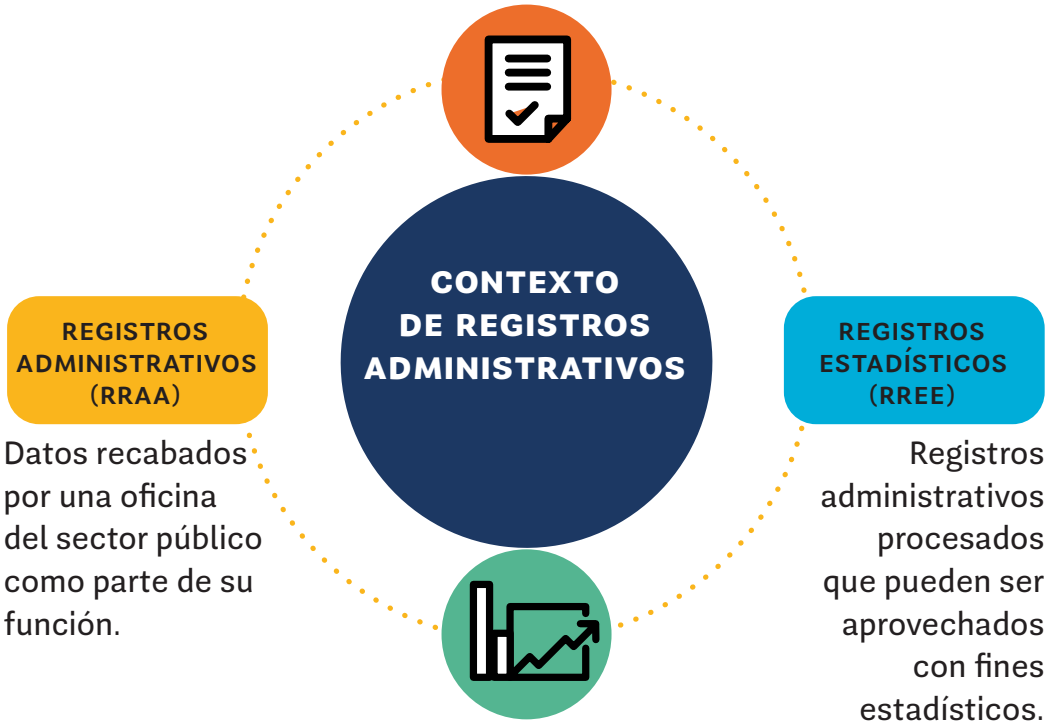 CONTEXTO
DE REGISTROS
ADMINISTRATIVOS
REGISTROS
ADMINISTRATIVOS
(RRAA)
Datos recabados
por una oficina
del sector público
como parte de su
función.
REGISTROS
ESTADÍSTICOS
(RREE)
Registros
administrativos
procesados
que pueden ser
aprovechados
con fines
estadísticos.